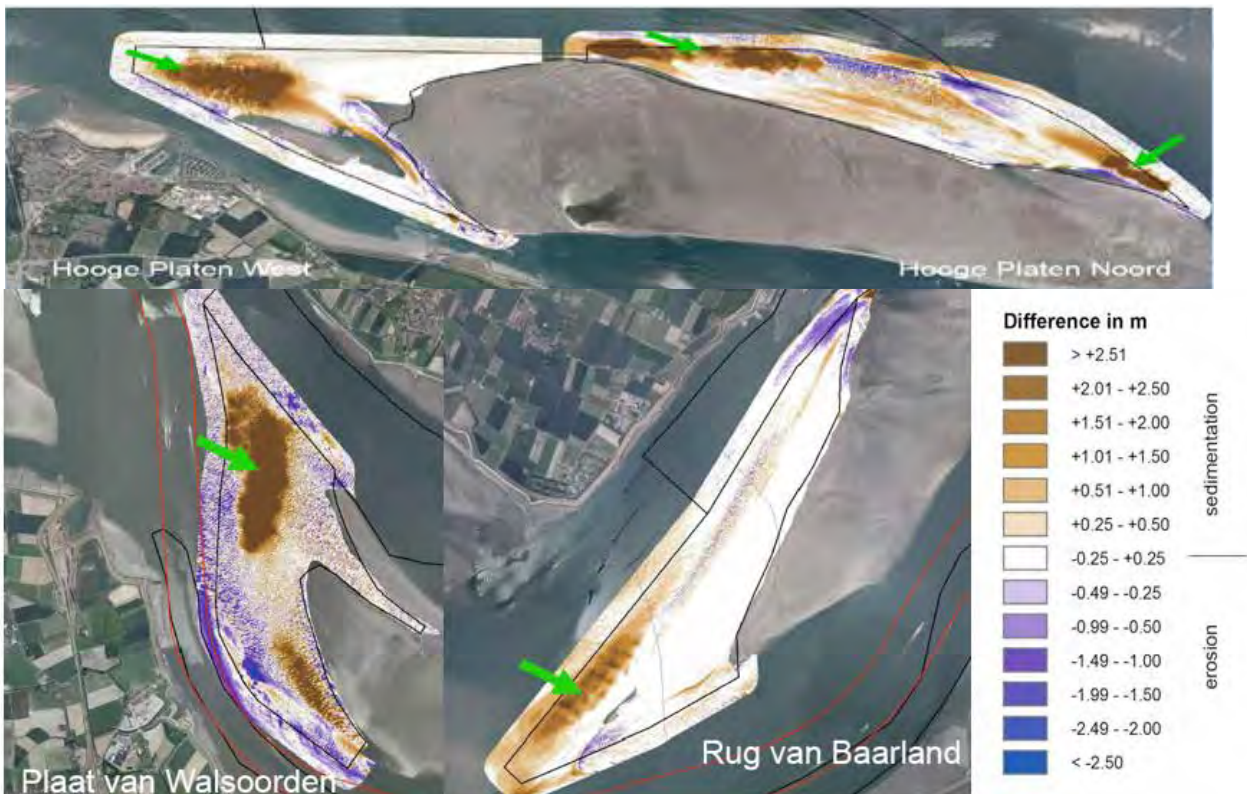 Hooge Platen West
Hooge Platen Noord
Plaat van Walsoorden
Rug van Baarland
Difference in m
> +2.51
+2.01 - +2.50
+1.51 - +2.00
+1.01 - +1.50
+0.51 - +1.00
+0.25 - +0.50
-0.25 - +0.25
-0.49 - -0.25
-0.99 - -0.50
-1.49 - -1.00
-1.99 - -1.50
-2.49 - -2.00
< -2.50
sedimentation
erosion